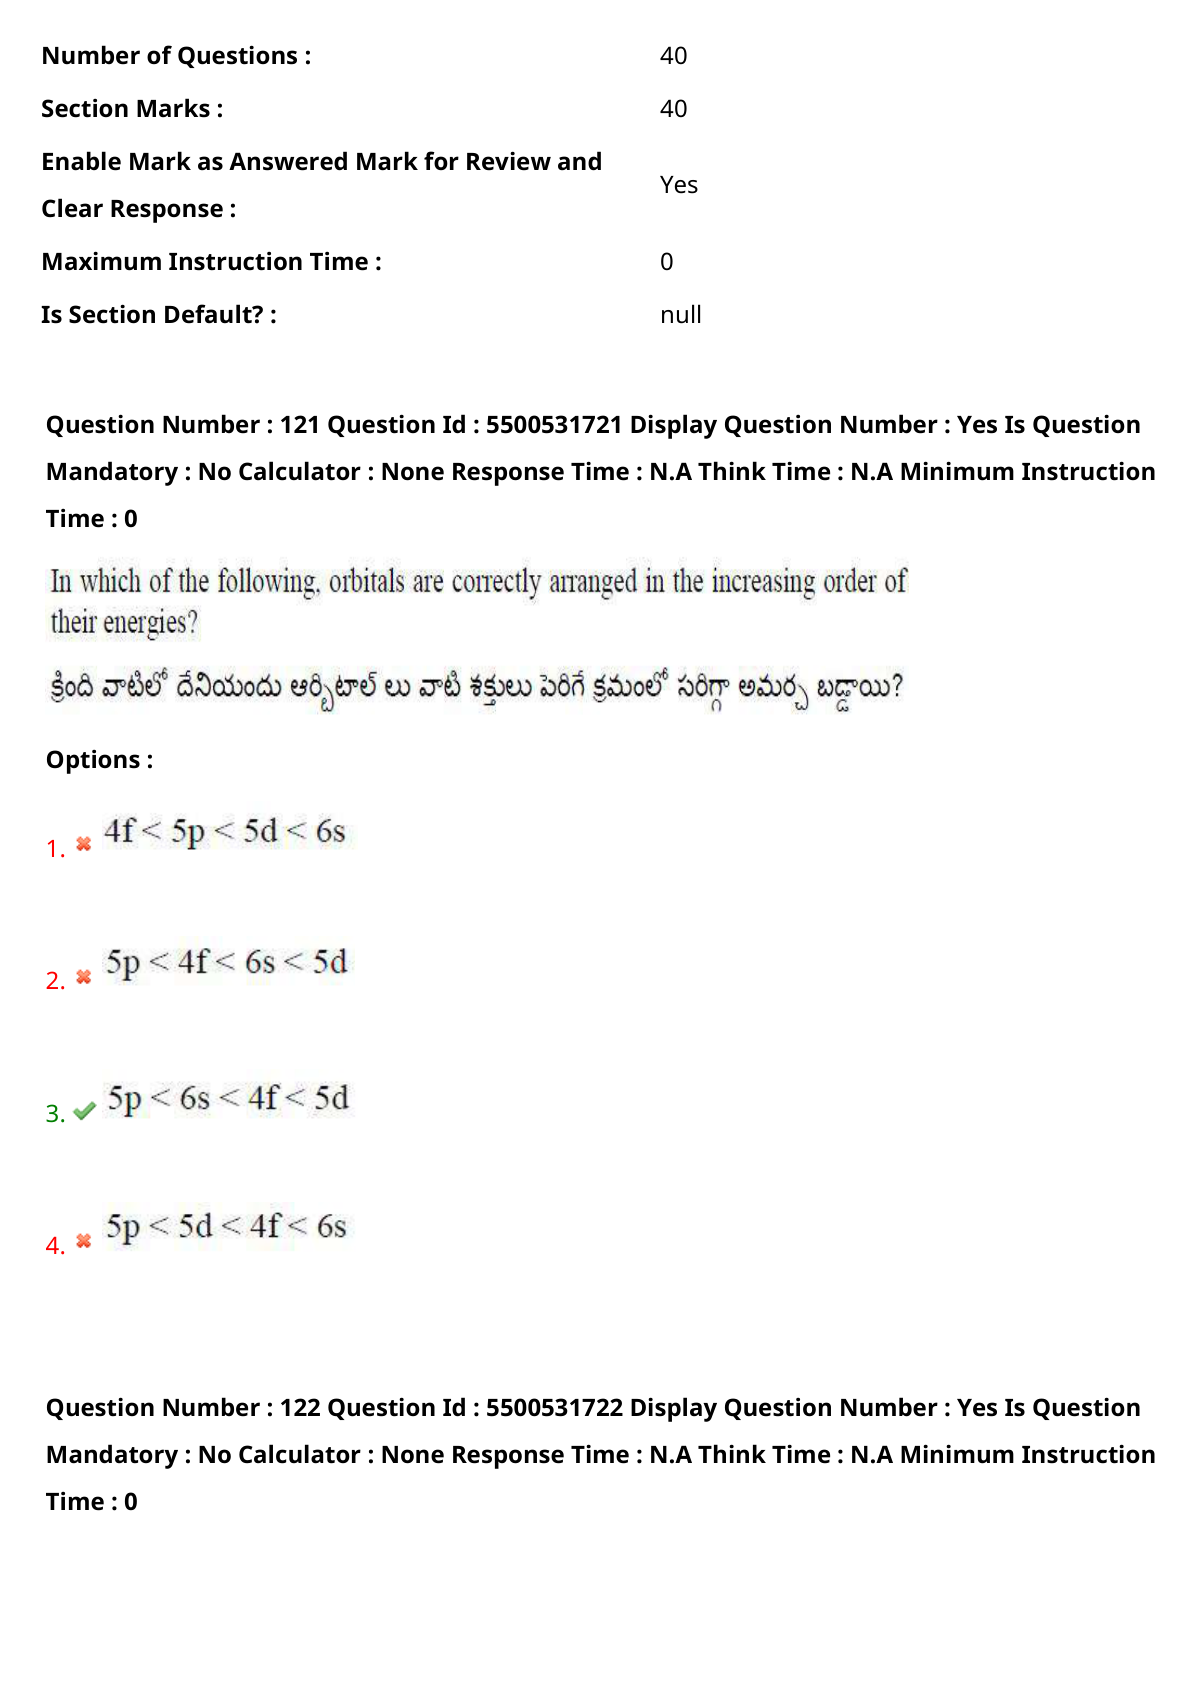 Number of Questions : 40
Section Marks : 40
Enable Mark as Answered Mark for Review and
Clear Response : Yes
Maximum Instruction Time : 0
Is Section Default? : null
Question Number : 121 Question Id : 5500531721 Display Question Number : Yes Is Question
Mandatory : No Calculator : None Response Time : N.A Think Time : N.A Minimum Instruction
Time : 0
In which of the following, orbitals are correctly arranged in the increasing order of
their energies?
క్రింది వాటిలో దేనియందు ఆర్బిటాల్ లు వాటి శక్తులు పెరిగే క్రమంలో సరిగ్గా అమర్చ బడ్డాయి?
Options :
1. 4f < 5p < 5d < 6s
2. 5p < 4f < 6s < 5d
3. 5p < 6s < 4f < 5d
4. 5p < 5d < 4f < 6s
Question Number : 122 Question Id : 5500531722 Display Question Number : Yes Is Question
Mandatory : No Calculator : None Response Time : N.A Think Time : N.A Minimum Instruction
Time : 0